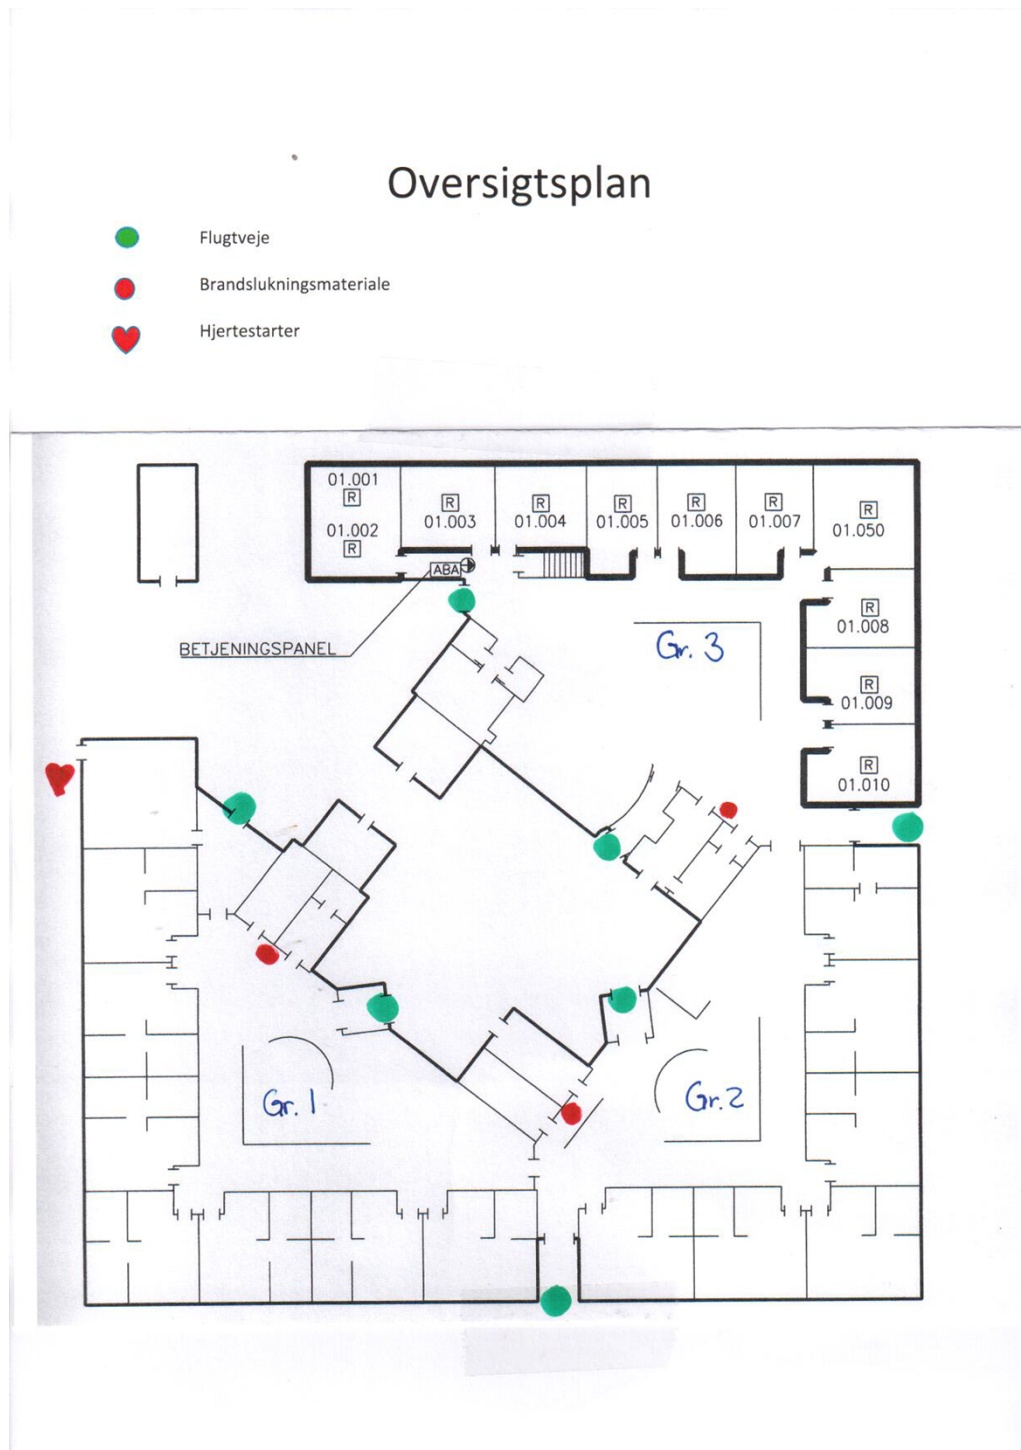 Oversigtsplan
Flugtveje
Brandslukningsmateriale
Hjertestarter
01.001
R
01.002
R
R
01.003
R
01.004
R
01.005
R
01.006
R
01.007
R
01.050
ABA
BETJENINGSPANEL
R
01.008
Gr. 3
R
01.009
R
01.010
Gr. 1
Gr. 2